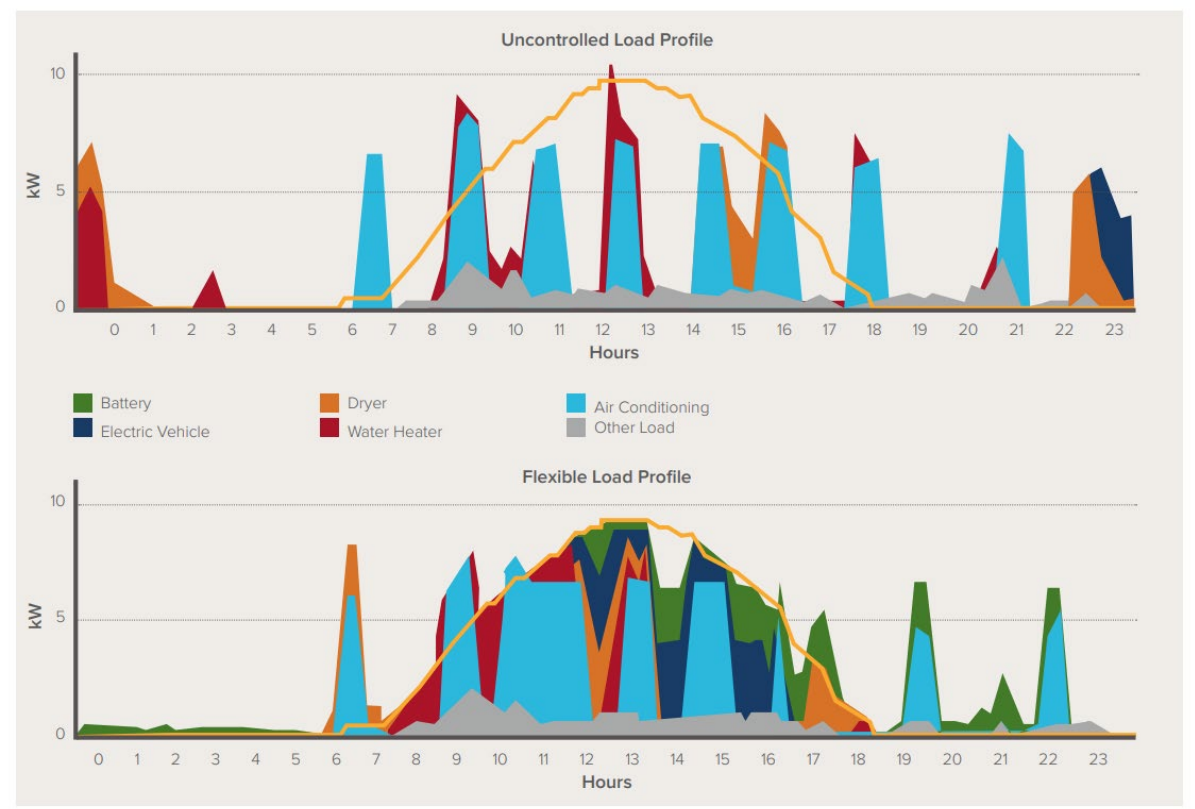 Uncontrolled Load Profile
10
5
0
kW
0 1 2 3 4 5 6 7 8 9 10 11 12 13 14 15 16 17 18 19 20 21 22 23
Hours
Battery Dryer Air Conditioning
Electric Vehicle Water Heater Other Load
Flexible Load Profile
10
5
0
kW
0 1 2 3 4 5 6 7 8 9 10 11 12 13 14 15 16 17 18 19 20 21 22 23
Hours